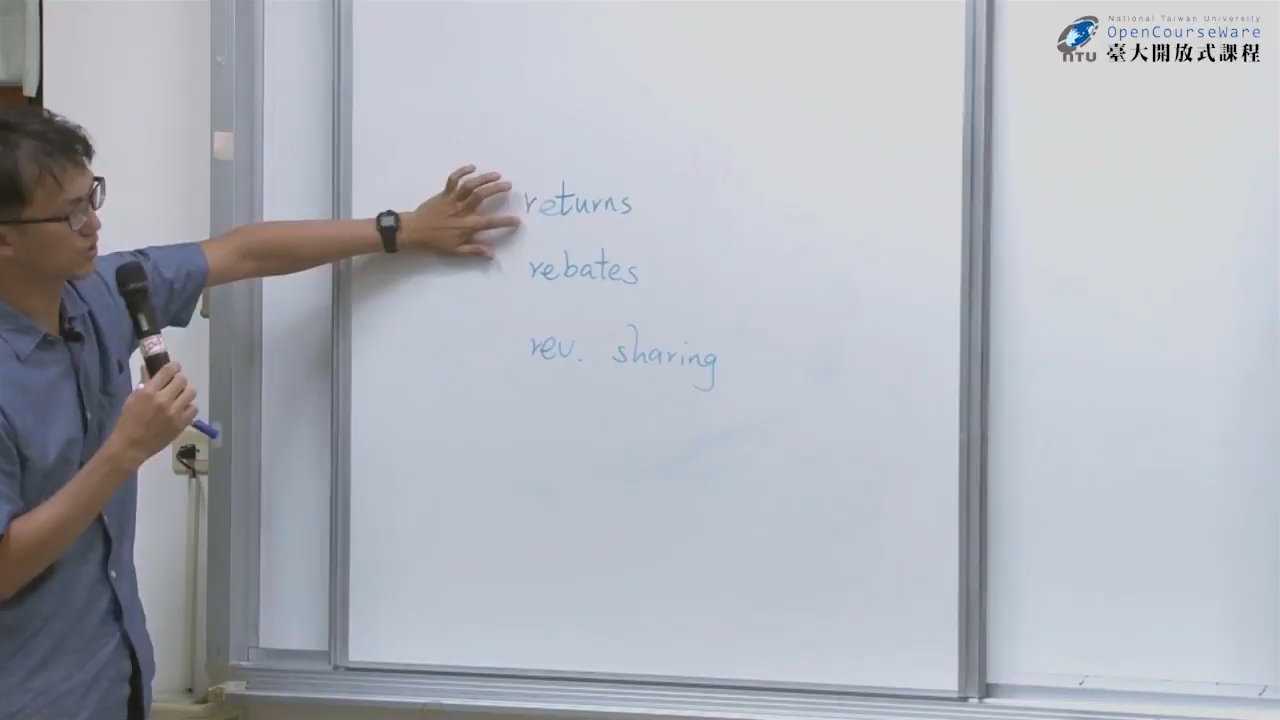 National Taiwan University
OpenCourseWare
NTU 臺大開放式課程
returns
rebates
rev. sharing